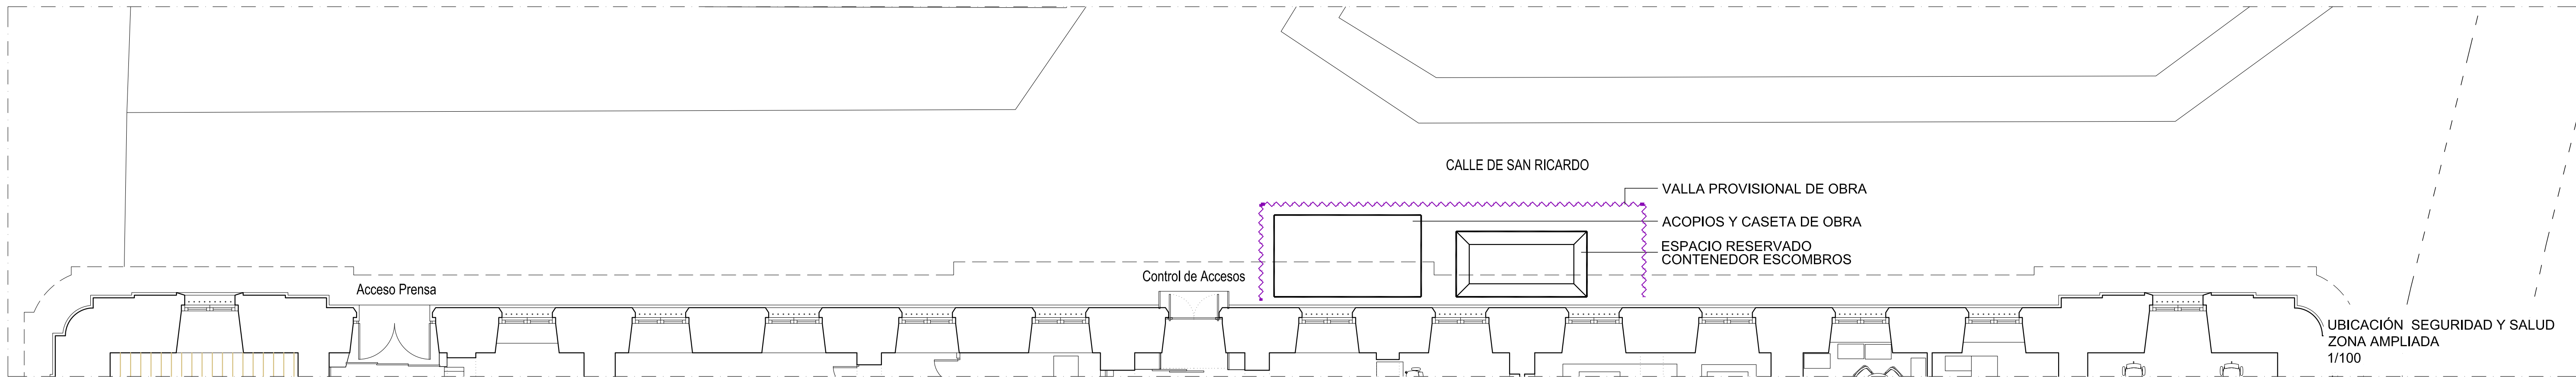 CALLE DE SAN RICARDO
VALLA PROVISIONAL DE OBRA
ACOPIOS Y CASETA DE OBRA
ESPACIO RESERVADO
CONTENEDOR ESCOMBROS
Control de Accesos
Acceso Prensa
UBICACIÓN SEGURIDAD Y SALUD
ZONA AMPLIADA
1/100